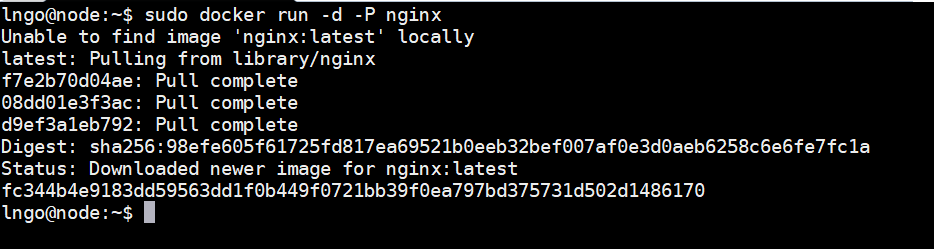 lngo@node:~$ sudo docker run -d -P nginx
Unable to find image 'nginx:latest' locally
latest: Pulling from library/nginx
f7e2b70d04ae: Pull complete
08dd01e3f3ac: Pull complete
d9ef3a1eb792: Pull complete
Digest: sha256:98efe605f61725fd817ea69521b0eeb32bef007af0e3d0aeb6258c6e6fe7fc1a
Status: Downloaded newer image for nginx:latest
fc344b4e9183dd59563dd1f0b449f0721bb39f0ea797bd375731d502d1486170
lngo@node:~$